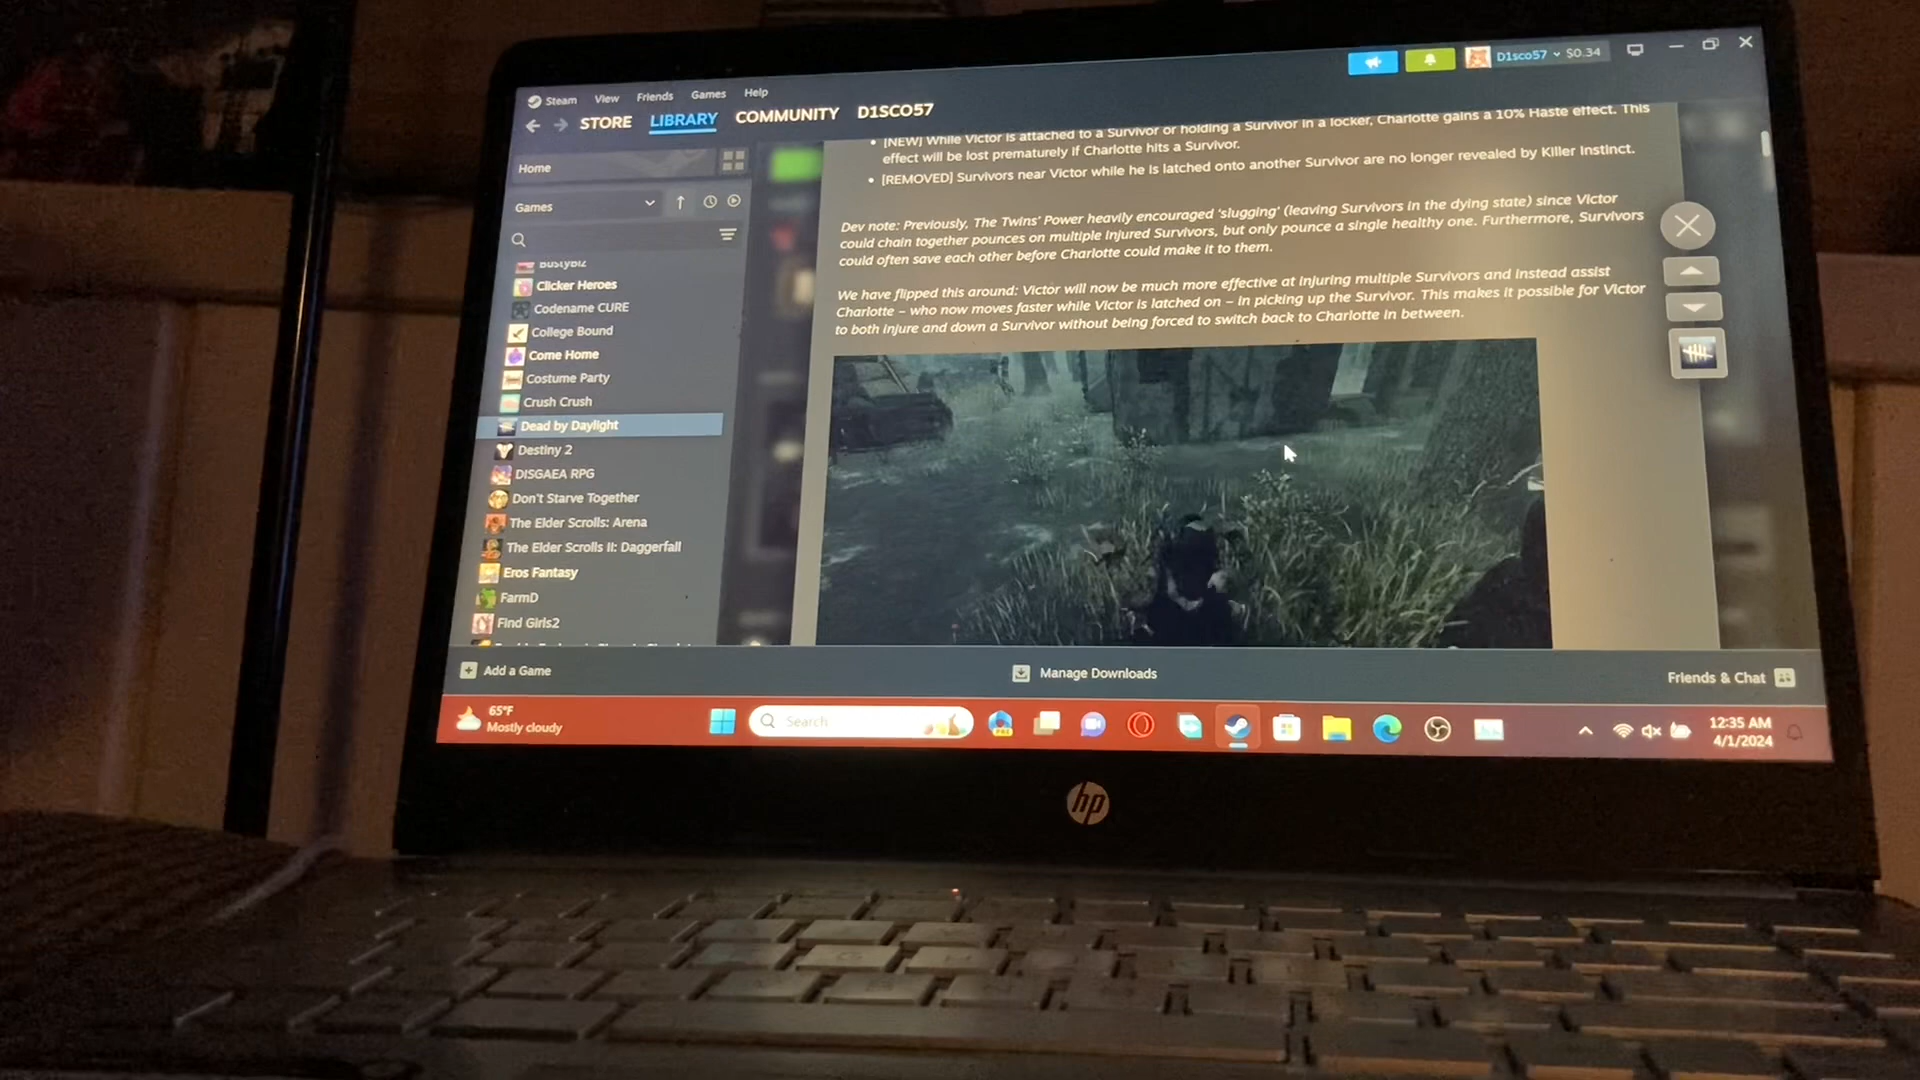 Steam View Friends Games Help
D1sco57 $0.34
STORE LIBRARY COMMUNITY D1SCO57
Home
Games
BustyBiz
Clicker Heroes
Codename CURE
College Bound
Come Home
Costume Party
Crush Crush
Dead by Daylight
Destiny 2
DISGAEA RPG
Don't Starve Together
The Elder Scrolls: Arena
The Elder Scrolls II: Daggerfall
Eros Fantasy
FarmD
Find Girls2
• [NEW] While Victor is attached to a Survivor or holding a Survivor in a locker, Charlotte gains a 10% Haste effect. This
effect will be lost prematurely if Charlotte hits a Survivor.
• [REMOVED] Survivors near Victor while he is latched onto another Survivor are no longer revealed by Killer Instinct.
Dev note: Previously, The Twins' Power heavily encouraged 'slugging' (leaving Survivors in the dying state) since Victor
could chain together pounces on multiple injured Survivors, but only pounce a single healthy one. Furthermore, Survivors
could often save each other before Charlotte could make it to them.
We have flipped this around: Victor will now be much more effective at injuring multiple Survivors and instead assist
Charlotte – who now moves faster while Victor is latched on – in picking up the Survivor. This makes it possible for Victor
to both injure and down a Survivor without being forced to switch back to Charlotte in between.
Add a Game
Manage Downloads
Friends & Chat
65°F
Mostly cloudy
Search
12:35 AM
4/1/2024
hp